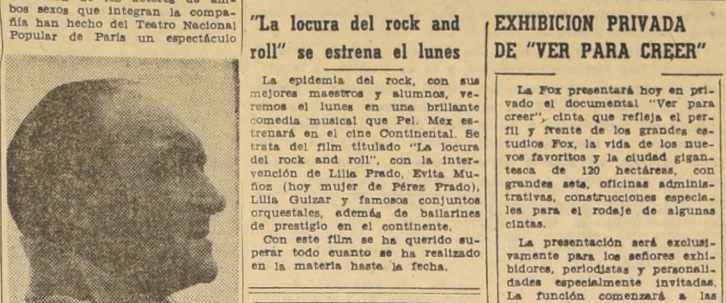 bos sexos que integran la compa-
ñía han hecho del Teatro Nacional
Popular de París un espectáculo
"La locura del rock and
roll" se estrena el lunes
La epidemia del rock, con sus
mejores maestros y alumnos, ve-
remos el lunes en una brillante
comedia musical que Pel. Mex es-
trenará en el cine Continental. Se
trata del film titulado "La locura
del rock and roll", con la inter-
vención de Lilia Prado, Evita Mu-
ñoz (hoy mujer de Pérez Prado),
Lilia Guizar y famosos conjuntos
orquestales, además de bailarines
de prestigio en el continente.
Con este film se ha querido su-
perar todo cuanto se ha realizado
en la materia hasta la fecha.
EXHIBICION PRIVADA
DE "VER PARA CREER"
La Fox presentará hoy en pri-
vado el documental "Ver para
creer", cinta que refleja el per-
fil y frente de los grandes es-
tudios Fox, la vida de los nue-
vos favoritos y la ciudad gigan-
tesca de 120 hectáreas, con
grandes sets, oficinas adminis-
trativas, construcciones especia-
les para el rodaje de algunas
cintas.
La presentación será exclusi-
vamente para los señores exhi-
bidores, periodistas y personali-
dades especialmente invitadas.
La función comenzará a las